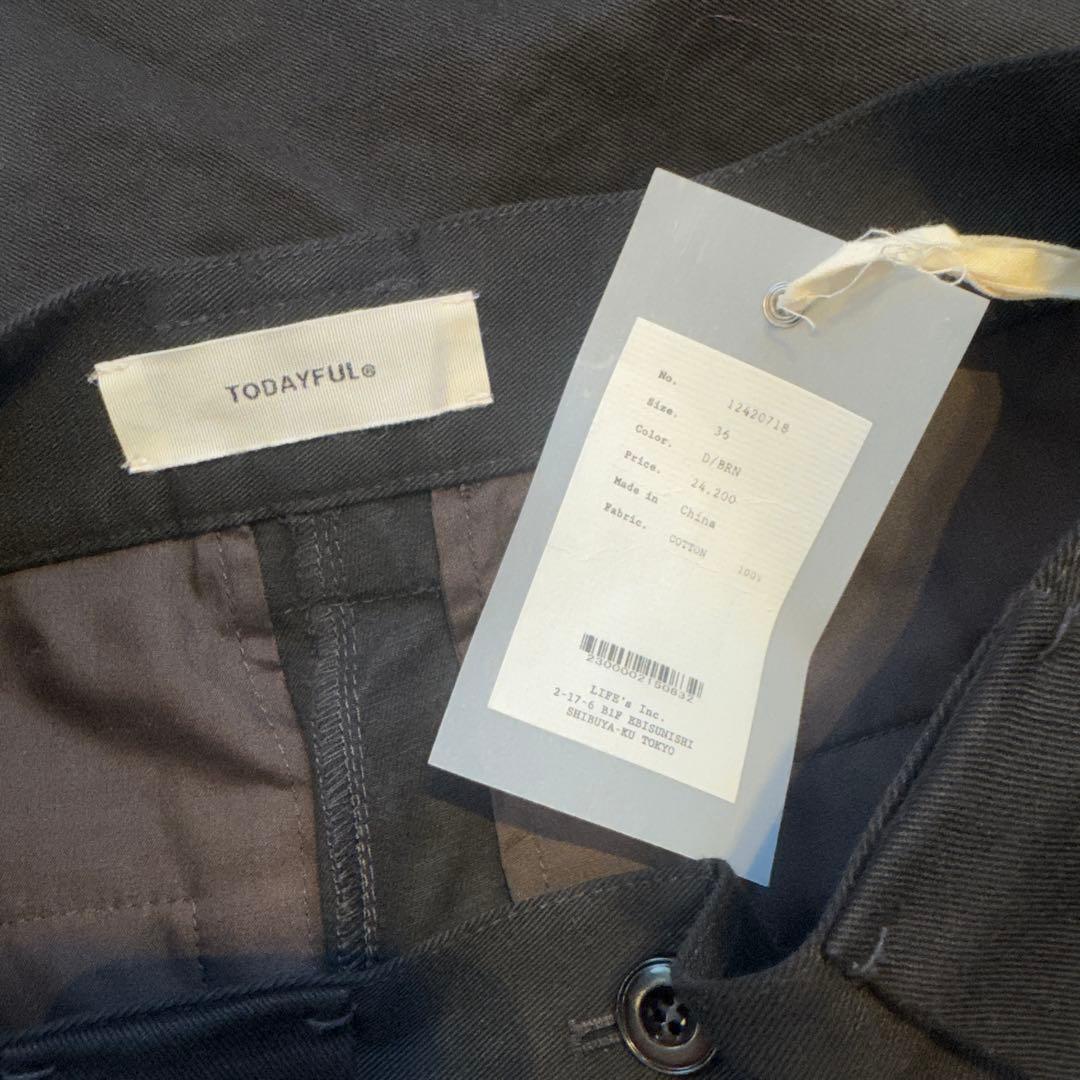 TODAYFUL®
No. 12420718
Size. 36
Color. D/BRN
Price. 24,200
Made in China
Fabric. COTTON 100%
2300002150832
LIFE's Inc.
2-17-6 B1F EBISUNISHI
SHIBUYA-KU TOKYO